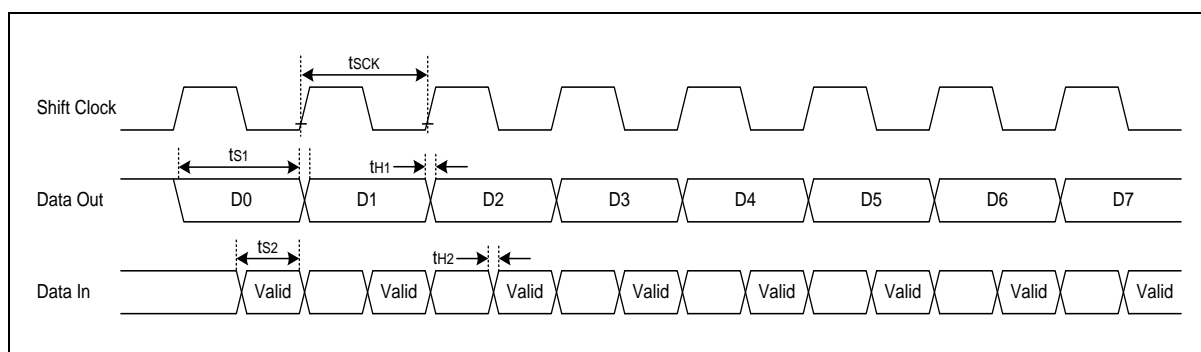 tSCK
Shift Clock
tS1
tH1
Data Out D0 D1 D2 D3 D4 D5 D6 D7
tS2
tH2
Data In Valid Valid Valid Valid Valid Valid Valid Valid